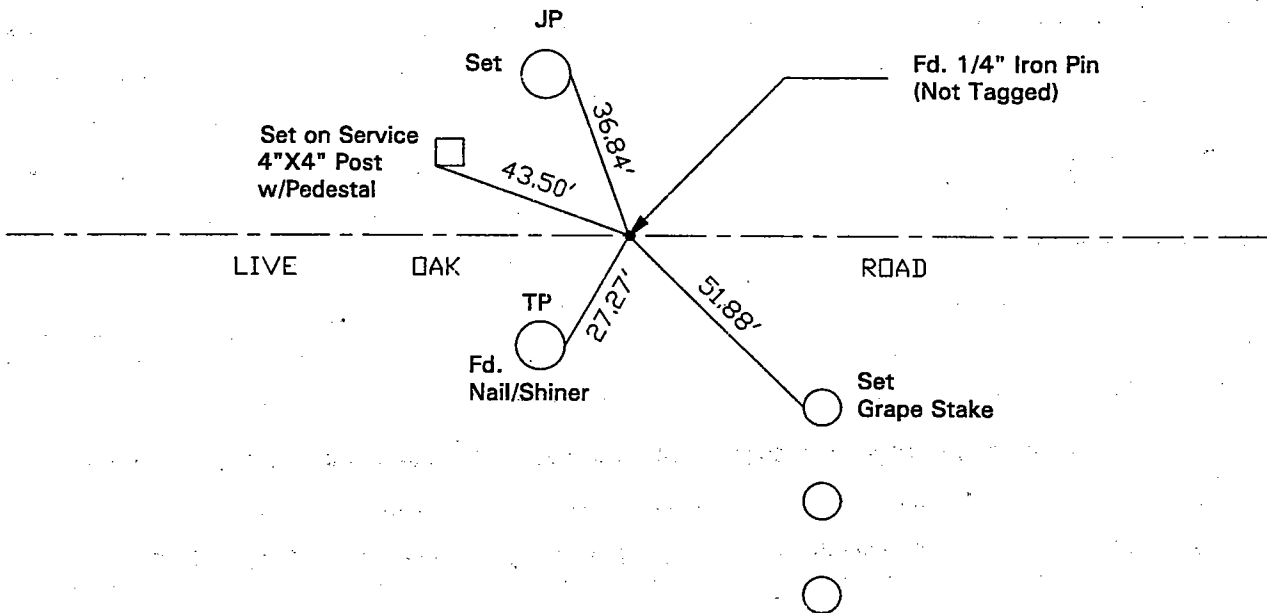 JP
Set
Fd. 1/4" Iron Pin
(Not Tagged)
36.84'
Set on Service
4"X4" Post
w/Pedestal
43.50'
LIVE OAK ROAD
TP
27.27'
51.88'
Fd.
Nail/Shiner
Set
Grape Stake